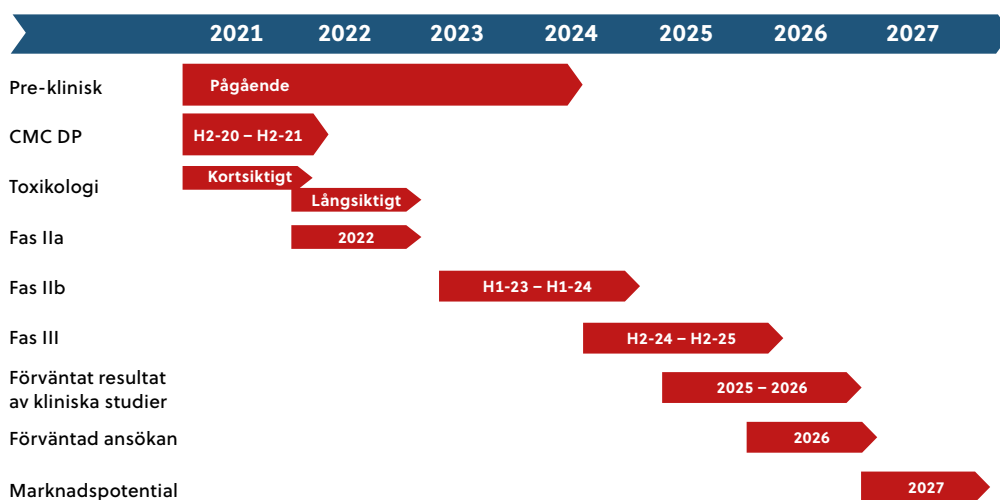 2021 2022 2023 2024 2025 2026 2027
Pre-klinisk Pågående
CMC DP H2-20 – H2-21
Toxikologi Kortsiktigt
Långsiktigt
Fas IIa 2022
Fas IIb H1-23 – H1-24
Fas III H2-24 – H2-25
Förväntat resultat
av kliniska studier 2025 – 2026
Förväntad ansökan 2026
Marknadspotential 2027